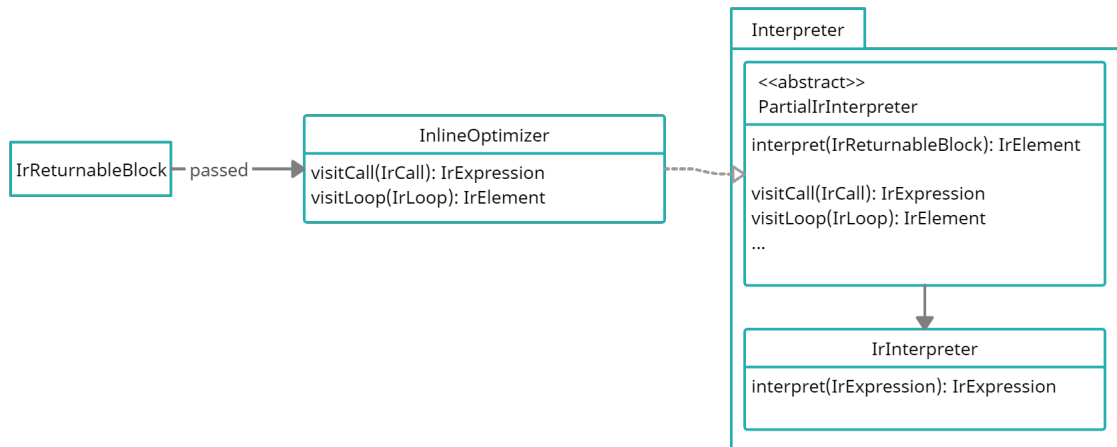 Interpreter
<<abstract>>
PartialIrInterpreter
interpret(IrReturnableBlock): IrElement
visitCall(IrCall): IrExpression
visitLoop(IrLoop): IrElement
...
InlineOptimizer
visitCall(IrCall): IrExpression
visitLoop(IrLoop): IrElement
IrReturnableBlock
passed
IrInterpreter
interpret(IrExpression): IrExpression